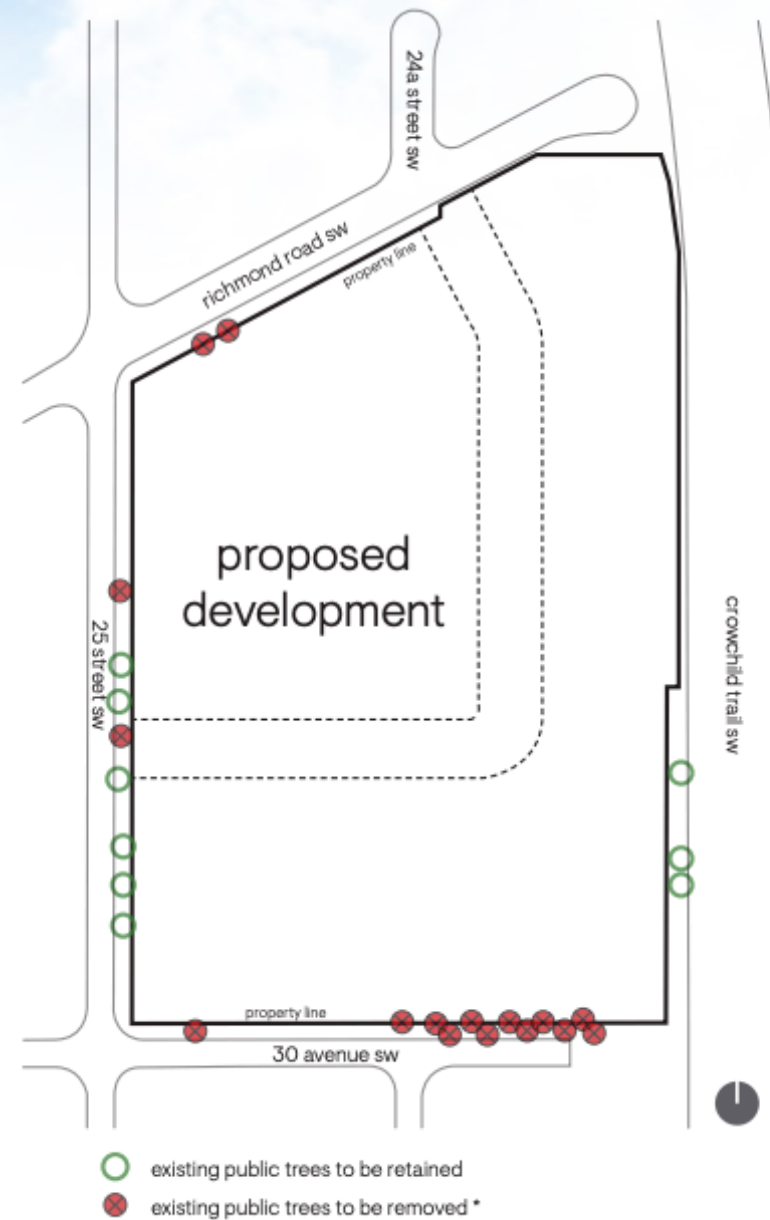 24a street sw
richmond road sw
property line
proposed
development
25 street sw
crowchild trail sw
property line
30 avenue sw
existing public trees to be retained
existing public trees to be removed *